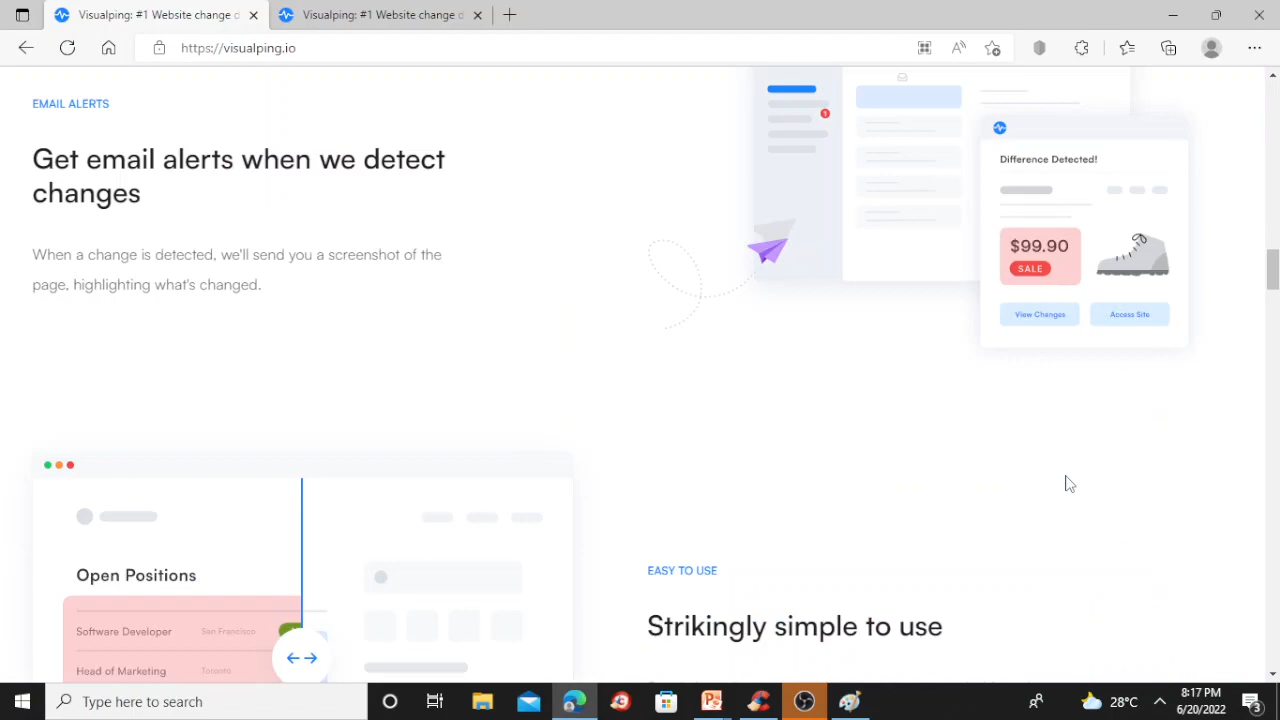 Visualping: #1 Website change d
Visualping: #1 Website change d
https://visualping.io
EMAIL ALERTS
Get email alerts when we detect
changes
When a change is detected, we'll send you a screenshot of the
page, highlighting what's changed.
1
Difference Detected!
$99.90
SALE
View Changes
Access Site
Open Positions
Software Developer
San Francisco
Head of Marketing
Toronto
EASY TO USE
Strikingly simple to use
Type here to search
28°C
8:17 PM
6/20/2022
3